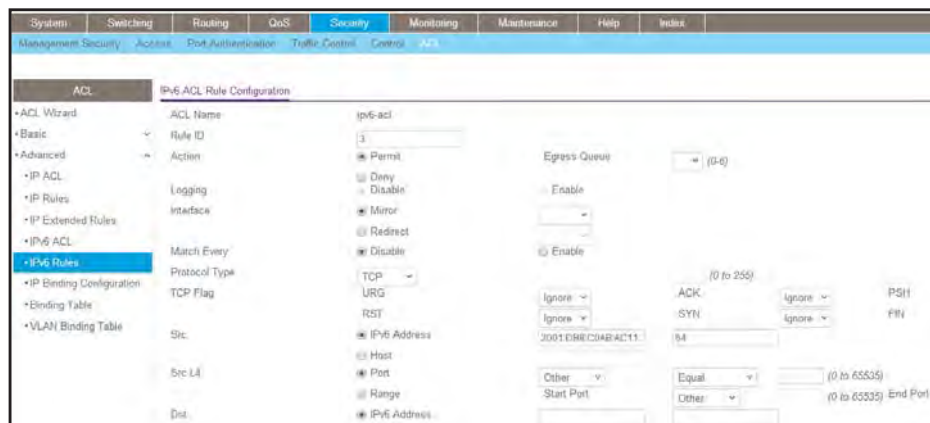 System Switching Routing QoS Security Monitoring Maintenance Help Index
Management Security Access Port Authentication Traffic Control Control ACL
ACL IPv6 ACL Rule Configuration
•ACL Wizard ACL Name ipv6-acl
•Basic Rule ID 3
•Advanced Action Permit Egress Queue (0-6)
•IP ACL Deny
Logging Disable Enable
•IP Rules
Interface Mirror
•IP Extended Rules Redirect
•IPv6 ACL
Match Every Disable Enable
•IPv6 Rules
Protocol Type TCP (0 to 255)
•IP Binding Configuration
TCP Flag URG Ignore ACK Ignore PSH
•Binding Table
RST Ignore SYN Ignore FIN
•VLAN Binding Table
Src. IPv6 Address 2001:DB8:C0AB:AC11: 64
Host
Src L4 Port Other Equal (0 to 65535)
Range Start Port Other (0 to 65535) End Port
Dst IPv6 Address